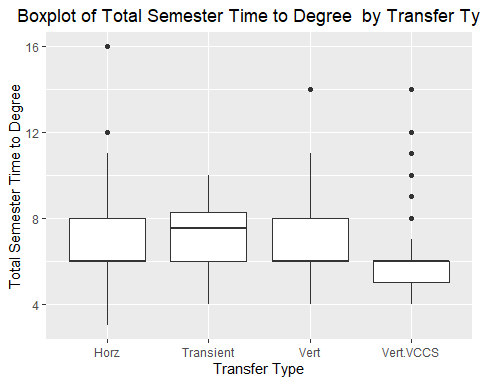 Boxplot of Total Semester Time to Degree  by Transfer Ty
16
12
8
4
Total Semester Time to Degree
Horz Transient Vert Vert.VCCS
Transfer Type